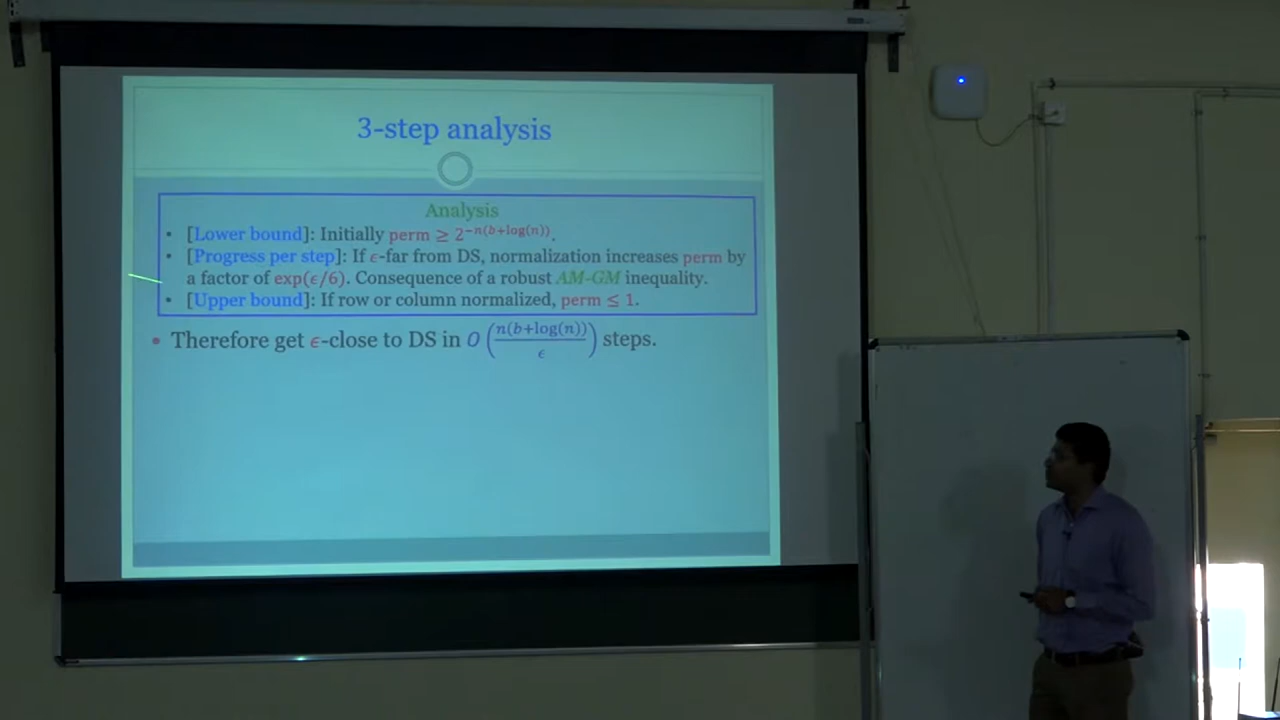 3-step analysis
Analysis
• [Lower bound]: Initially perm ≥ 2^{-n(b+log(n))}.
• [Progress per step]: If ϵ-far from DS, normalization increases perm by
a factor of exp(ϵ/6). Consequence of a robust AM-GM inequality.
• [Upper bound]: If row or column normalized, perm ≤ 1.
• Therefore get ϵ-close to DS in O(n(b+log(n))/ϵ) steps.